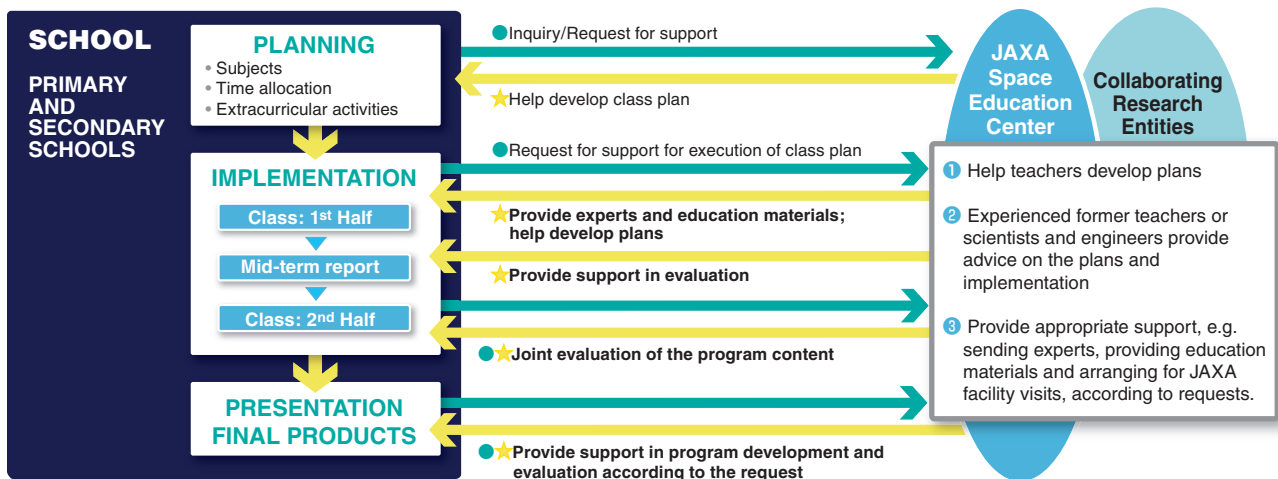 SCHOOL
PRIMARY
AND
SECONDARY
SCHOOLS
PLANNING
• Subjects
• Time allocation
• Extracurricular activities
IMPLEMENTATION
Class: 1st Half
Mid-term report
Class: 2nd Half
PRESENTATION
FINAL PRODUCTS
Inquiry/Request for support
Help develop class plan
Request for support for execution of class plan
Provide experts and education materials;
help develop plans
Provide support in evaluation
Joint evaluation of the program content
Provide support in program development and
evaluation according to the request
JAXA
Space
Education
Center
Collaborating
Research
Entities
1 Help teachers develop plans
2 Experienced former teachers or
scientists and engineers provide
advice on the plans and
implementation
3 Provide appropriate support, e.g.
sending experts, providing education
materials and arranging for JAXA
facility visits, according to requests.